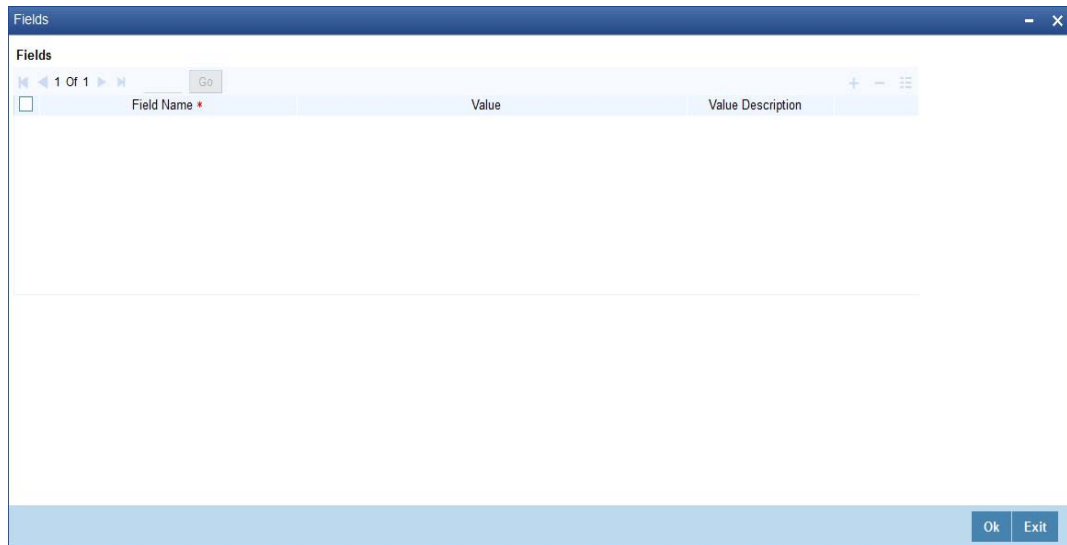 Fields
Fields
1 Of 1 Go
Field Name * Value Value Description
Ok Exit